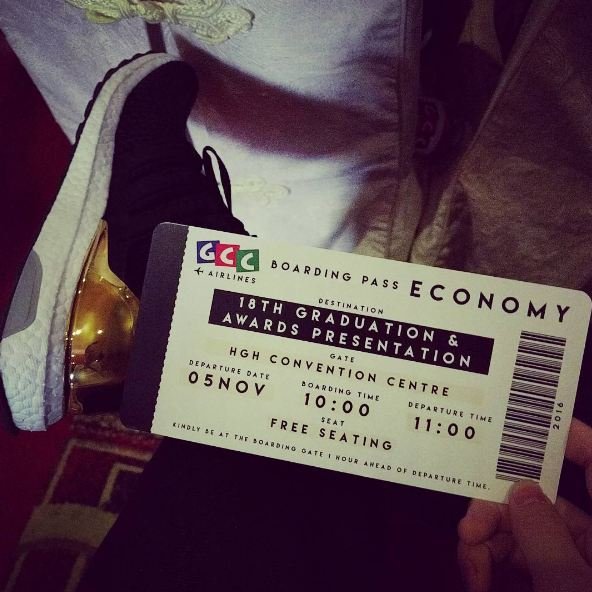 GCC
AIRLINES
BOARDING PASS ECONOMY
DESTINATION
18TH GRADUATION &
AWARDS PRESENTATION
GATE
HGH CONVENTION CENTRE
DEPARTURE DATE
05NOV
BOARDING TIME
10:00
DEPARTURE TIME
11:00
SEAT
FREE SEATING
KINDLY BE AT THE BOARDING GATE 1 HOUR AHEAD OF DEPARTURE TIME.
2016